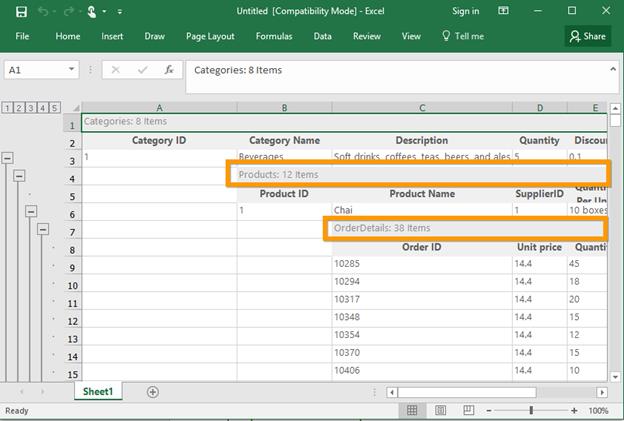 Untitled [Compatibility Mode] - Excel Sign in
File Home Insert Draw Page Layout Formulas Data Review View Tell me Share
A1 fx Categories: 8 Items
1 2 3 4 5 A B C D E
1 Categories: 8 Items
2 Category ID Category Name Description Quantity Discou
3 1 Beverages Soft drinks, coffees, teas, beers, and ales 5 0.1
4 Products: 12 Items
5 Product ID Product Name SupplierID Per Un
6 1 Chai 1 10 boxes
7 OrderDetails: 38 Items
8 Order ID Unit price Quanti
9 10285 14.4 45
10 10294 14.4 18
11 10317 14.4 20
12 10348 14.4 15
13 10354 14.4 12
14 10370 14.4 15
15 10406 14.4 10
Sheet1
Ready 100%